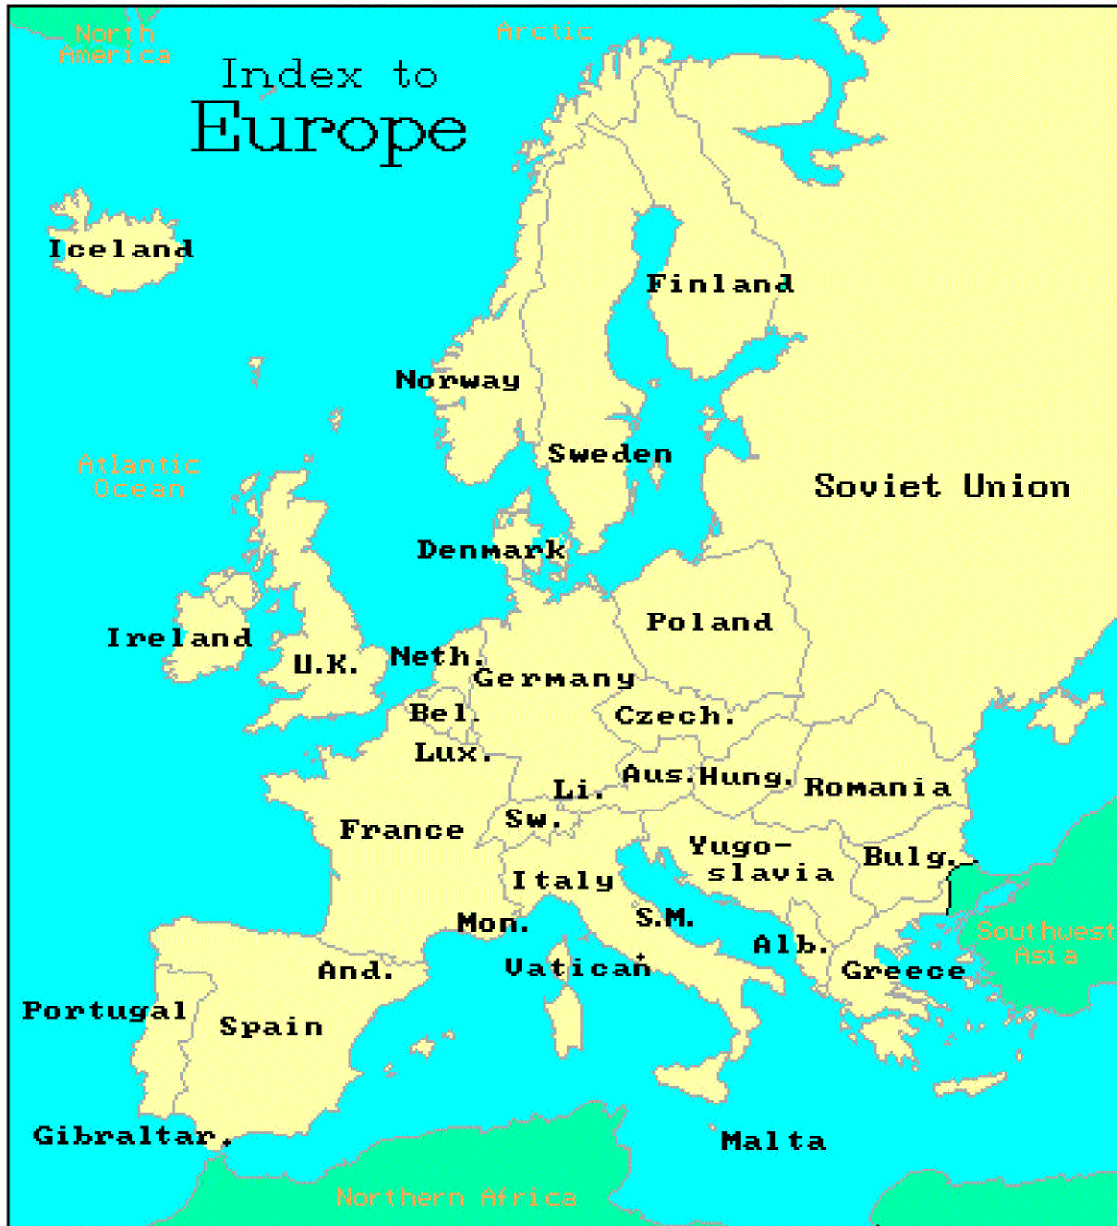 North
America
Arctic
Index to
Europe
Iceland
Finland
Norway
Atlantic
Ocean
Sweden
Soviet Union
Denmark
Poland
Ireland
U.K.
Neth.
Germany
Bel.
Czech.
Lux.
Aus.
Hung.
Li.
Romania
Sw.
France
Yugo-
slavia
Bulg.
Italy
Mon.
S.M.
Alb.
Southwest
Asia
And.
Vatican
Greece
Portugal
Spain
Gibraltar.
Malta
Northern Africa